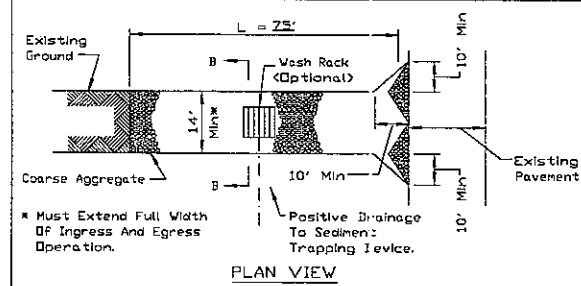 L = 75'
Existing
Ground
B
Wash Rack
(Optional)
10' Min
14'
Min*
Coarse Aggregate
B
10' Min
Existing
Pavement
10' Min
* Must Extend Full Width
Of Ingress And Egress
Operation.
Positive Drainage
To Sediment
Trapping Device.
PLAN VIEW